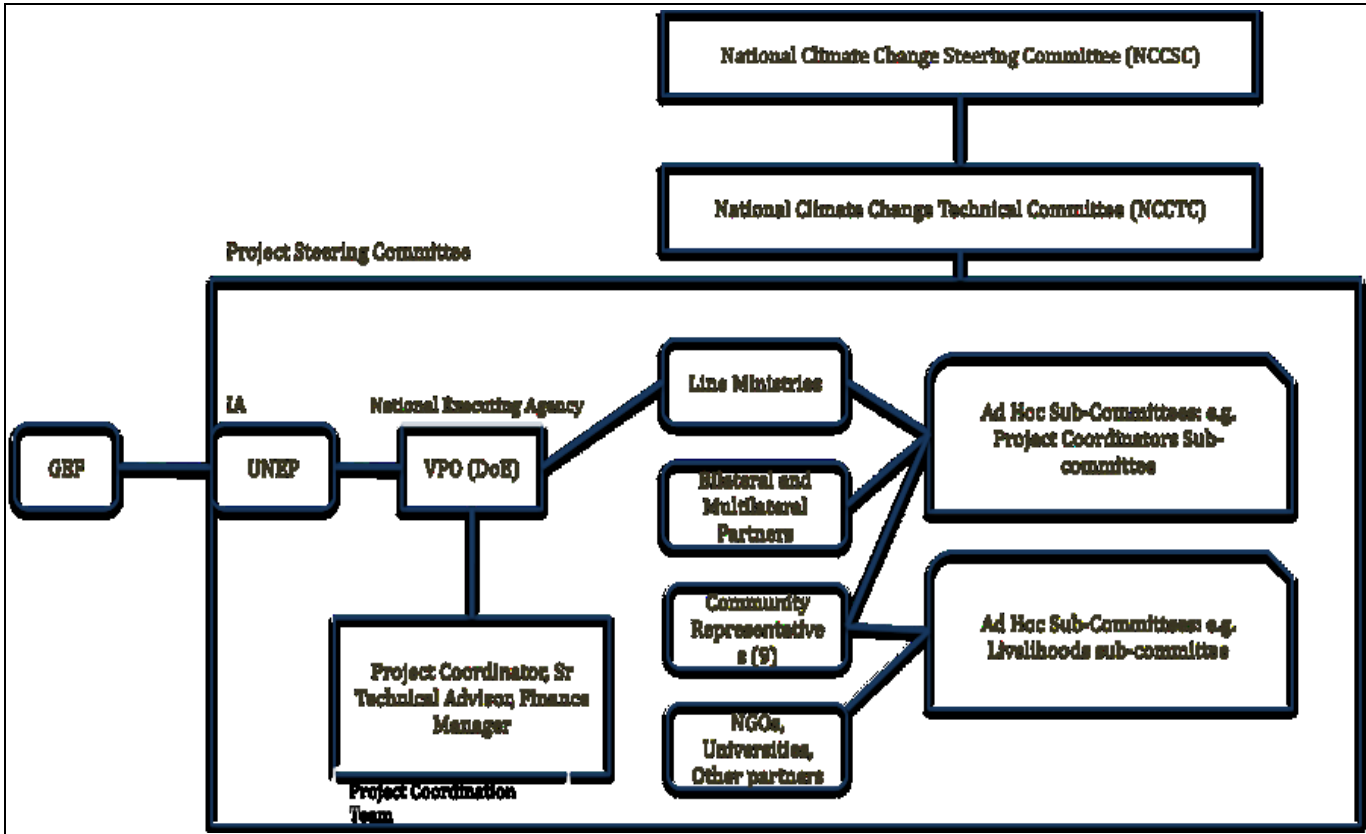 National Climate Change Steering Committee (NCCSC)
National Climate Change Technical Committee (NCCTC)
Project Steering Committee
IA
National Executing Agency
GEF
UNEP
VPO (DoE)
Project Coordinator, Sr
Technical Advisor, Finance
Manager
Project Coordination
Team
Line Ministries
Bilateral and
Multilateral
Partners
Community
Representative
s (9)
NGOs,
Universities,
Other partners
Ad Hoc Sub-Committees: e.g.
Project Coordinators Sub-
committee
Ad Hoc Sub-Committees: e.g.
Livelihoods sub-committee